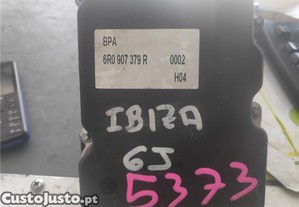 BPA
6R0 907 379 R 0002
H04
IBIZA
6J
5373
CustoJusto.pt